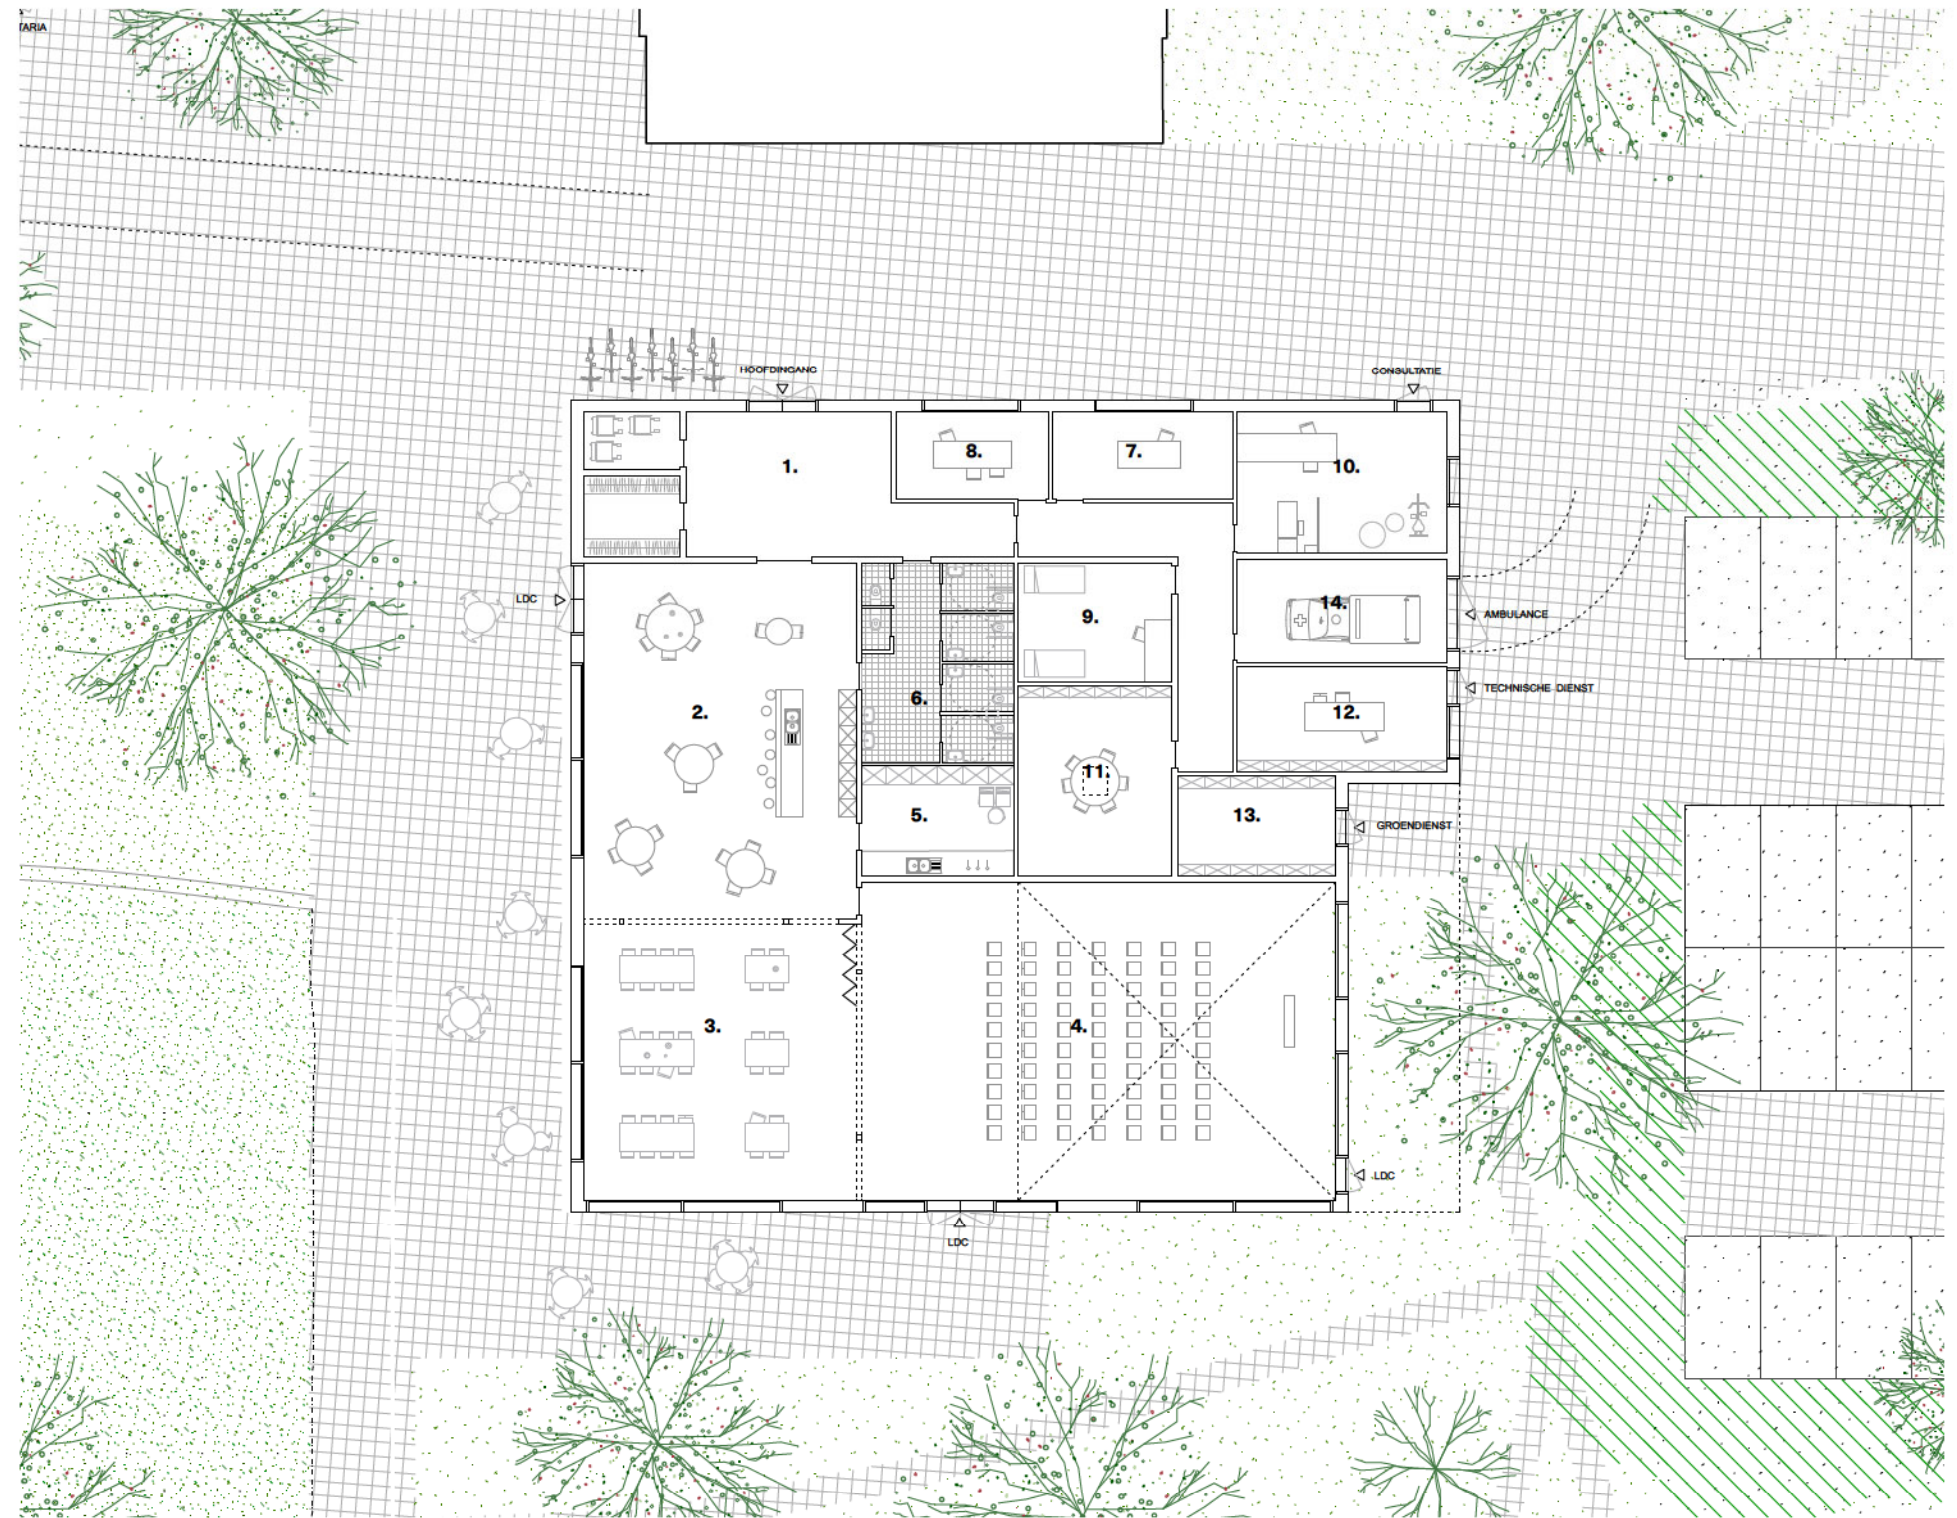 TARIA
HOOFDINGANG
CONSULTATIE
1.
8.
7.
10.
LDC
9.
14.
AMBULANCE
TECHNISCHE DIENST
2.
6.
12.
11.
5.
13.
GROENDIENST
3.
4.
LDC
LDC